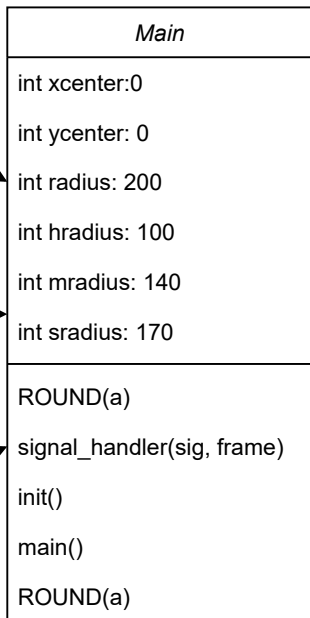 Main
int xcenter:0
int ycenter: 0
int radius: 200
int hradius: 100
int mradius: 140
int sradius: 170
ROUND(a)
signal_handler(sig, frame)
init()
main()
ROUND(a)